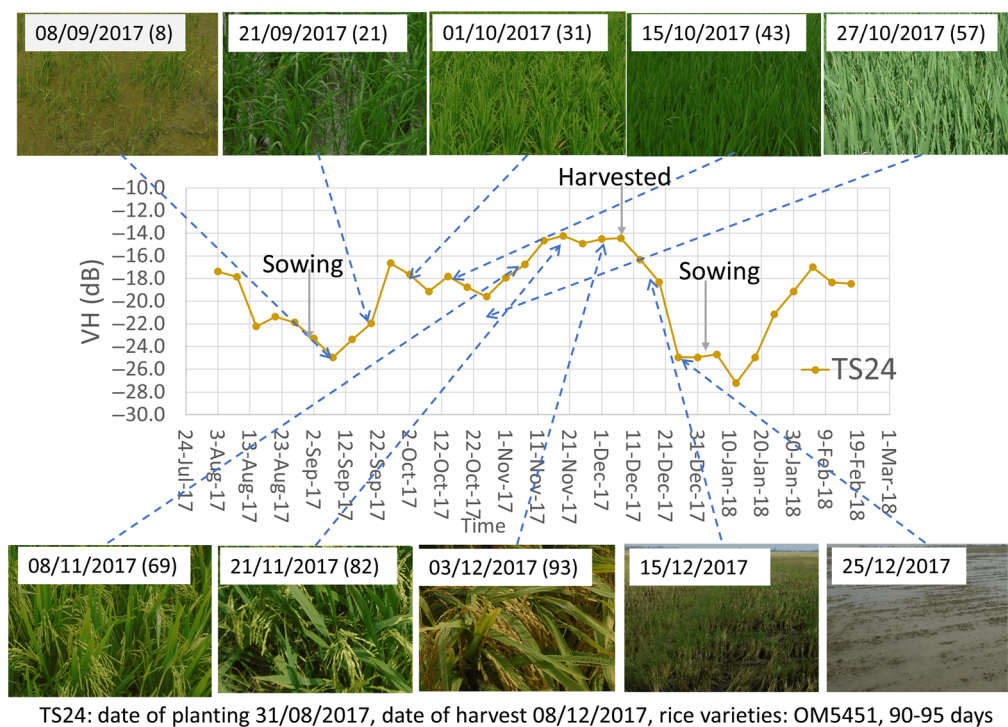 08/09/2017 (8)
21/09/2017 (21)
01/10/2017 (31)
15/10/2017 (43)
27/10/2017 (57)
Harvested
Sowing
Sowing
VH (dB)
−10.0
−12.0
−14.0
−16.0
−18.0
−20.0
−22.0
−24.0
−26.0
−28.0
−30.0
TS24
24-Jul-17
3-Aug-17
13-Aug-17
23-Aug-17
2-Sep-17
12-Sep-17
22-Sep-17
2-Oct-17
12-Oct-17
22-Oct-17
1-Nov-17
11-Nov-17
21-Nov-17
1-Dec-17
11-Dec-17
21-Dec-17
31-Dec-17
10-Jan-18
20-Jan-18
30-Jan-18
9-Feb-18
19-Feb-18
1-Mar-18
Time
08/11/2017 (69)
21/11/2017 (82)
03/12/2017 (93)
15/12/2017
25/12/2017
TS24: date of planting 31/08/2017, date of harvest 08/12/2017, rice varieties: OM5451, 90-95 days